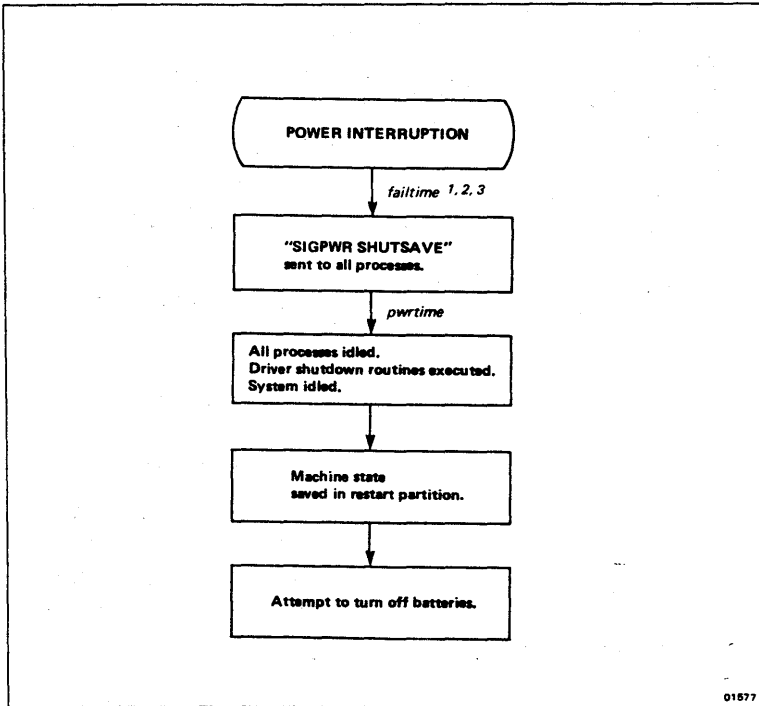 POWER INTERRUPTION
failtime 1, 2, 3
"SIGPWR SHUTSAVE"
sent to all processes.
pwrtime
All processes idled.
Driver shutdown routines executed.
System idled.
Machine state
saved in restart partition.
Attempt to turn off batteries.
01577